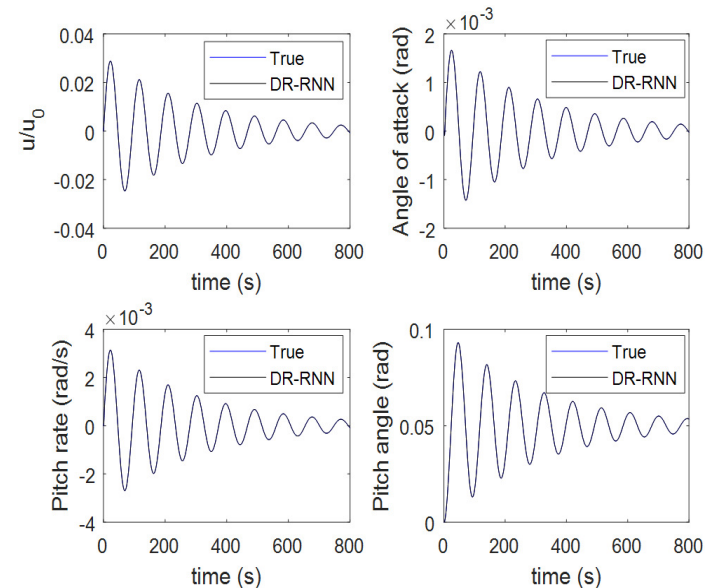 0.04
0.02
0
-0.02
-0.04
u/u0
True
DR-RNN
0 200 400 600 800
time (s)
×10-3
2
1
0
-1
-2
Angle of attack (rad)
True
DR-RNN
0 200 400 600 800
time (s)
×10-3
4
2
0
-2
-4
Pitch rate (rad/s)
True
DR-RNN
0 200 400 600 800
time (s)
0.1
0.05
0
Pitch angle (rad)
True
DR-RNN
0 200 400 600 800
time (s)